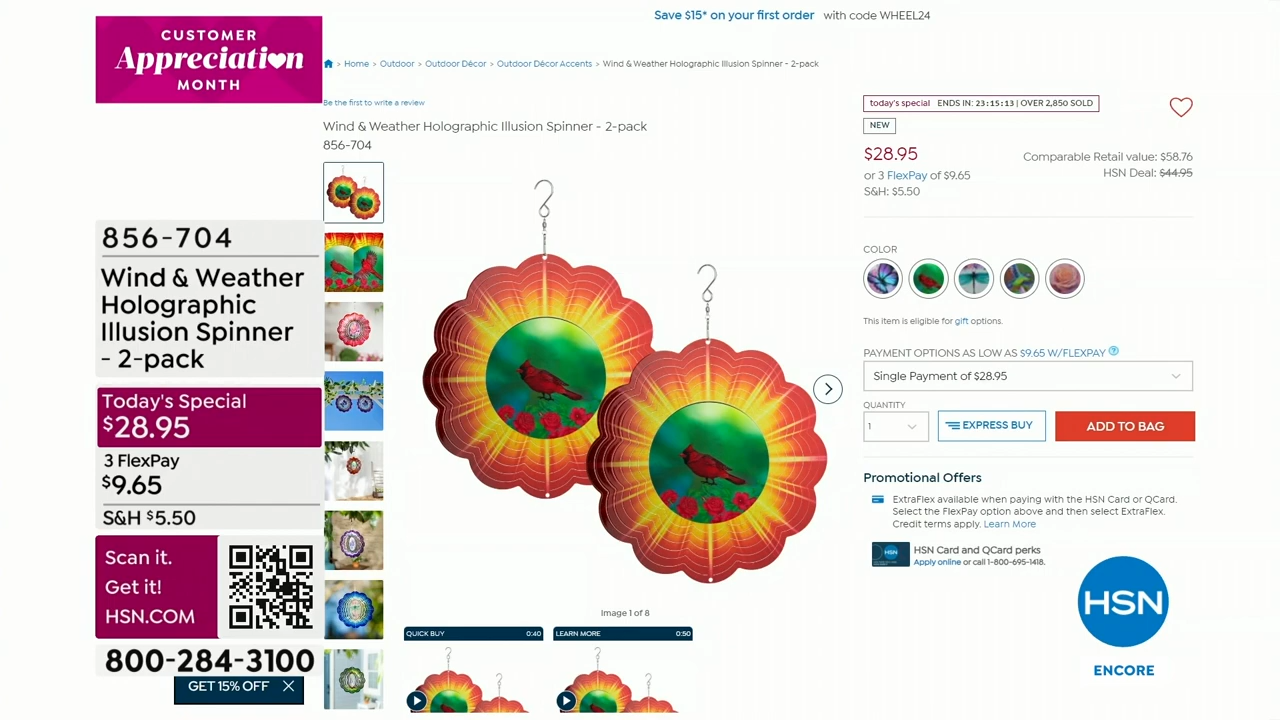 CUSTOMER
Appreciation
MONTH
Save $15* on your first order with code WHEEL24
Home > Outdoor > Outdoor Décor > Outdoor Décor Accents > Wind & Weather Holographic Illusion Spinner - 2-pack
Be the first to write a review
Wind & Weather Holographic Illusion Spinner - 2-pack
856-704
856-704
Wind & Weather
Holographic
Illusion Spinner
- 2-pack
Today's Special
$28.95
3 FlexPay
$9.65
S&H $5.50
Scan it.
Get it!
HSN.COM
800-284-3100
GET 15% OFF
Image 1 of 8
QUICK BUY 0:40
LEARN MORE 0:50
today's special ENDS IN: 23:15:13 | OVER 2,850 SOLD
NEW
$28.95
or 3 FlexPay of $9.65
S&H: $5.50
Comparable Retail value: $58.76
HSN Deal: $44.95
COLOR
This item is eligible for gift options.
PAYMENT OPTIONS AS LOW AS $9.65 W/FLEXPAY
Single Payment of $28.95
QUANTITY
1
EXPRESS BUY
ADD TO BAG
Promotional Offers
ExtraFlex available when paying with the HSN Card or QCard.
Select the FlexPay option above and then select ExtraFlex.
Credit terms apply. Learn More
HSN
HSN Card and QCard perks
Apply online or call 1-800-695-1418.
HSN
ENCORE